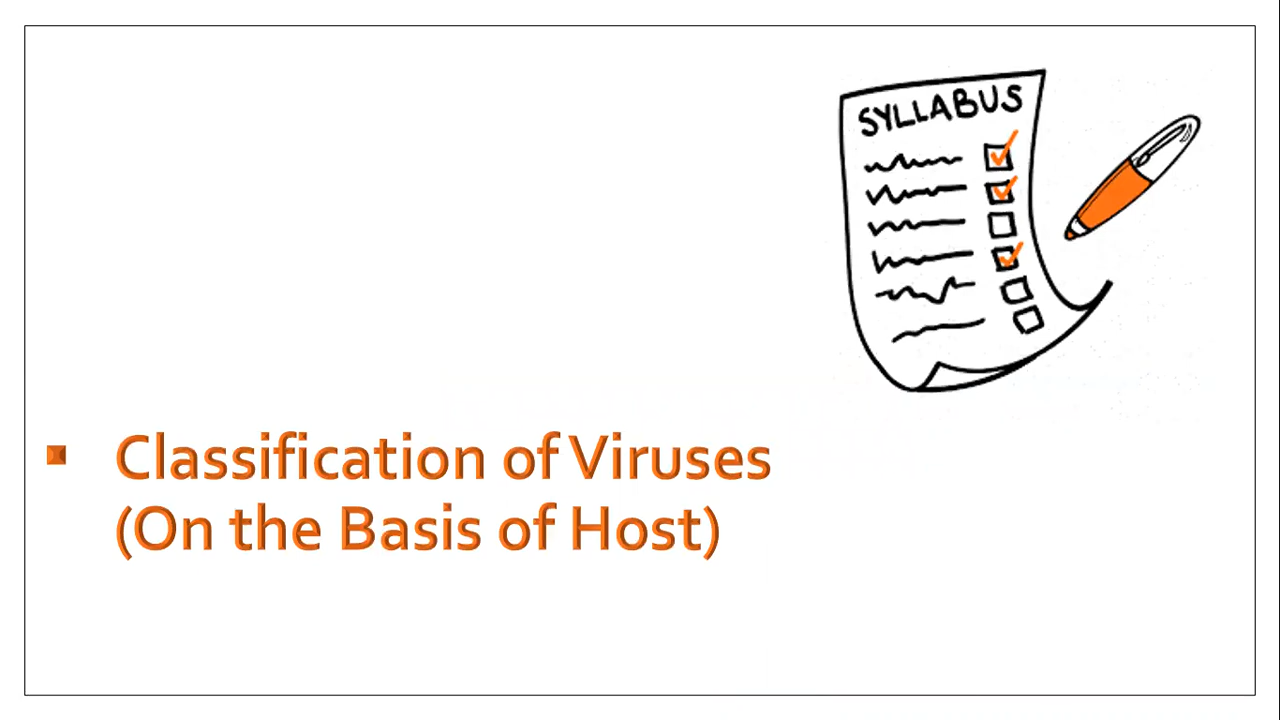 SYLLABUS
▪ Classification of Viruses
(On the Basis of Host)